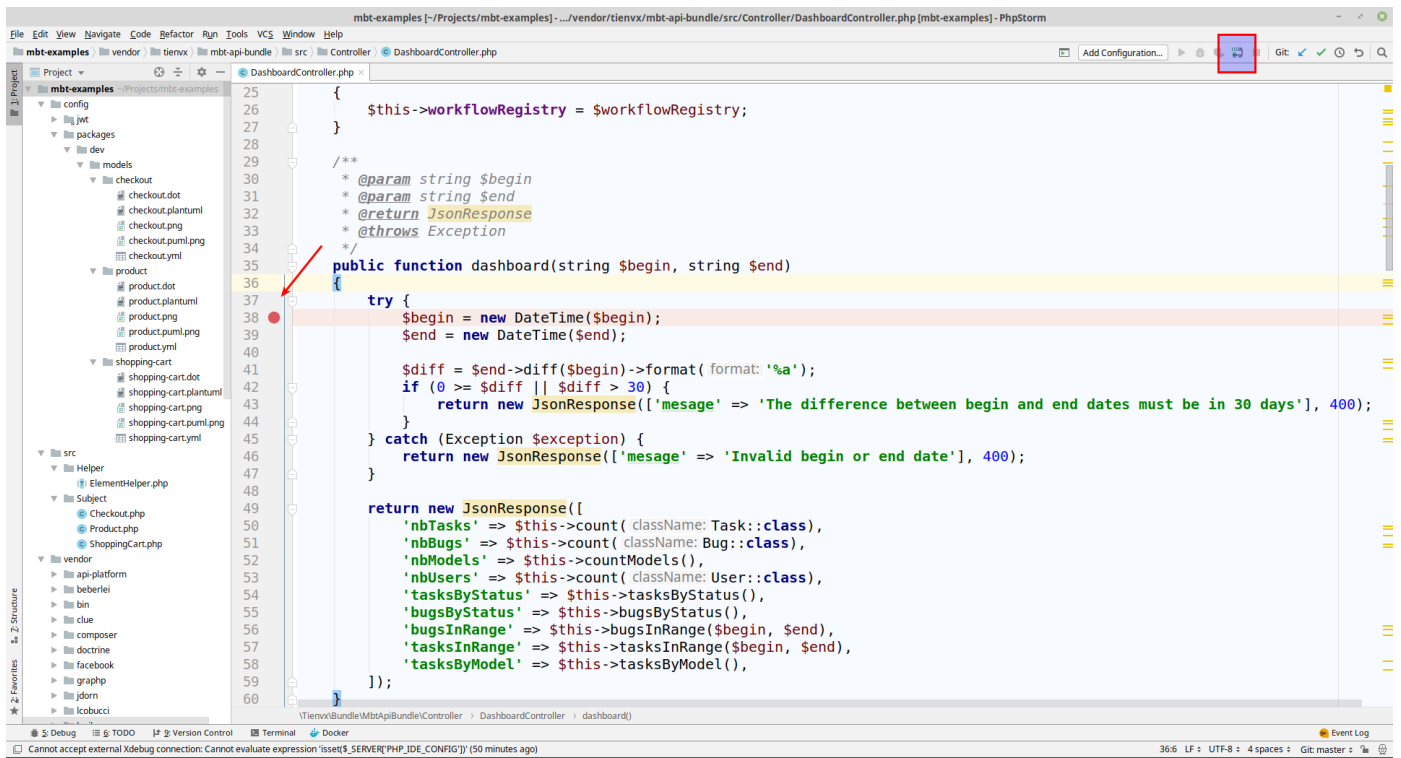 mbt-examples [~/Projects/mbt-examples] - .../vendor/tienvx/mbt-api-bundle/src/Controller/DashboardController.php [mbt-examples] - PhpStorm
File Edit View Navigate Code Refactor Run Tools VCS Window Help
mbt-examples vendor tienvx mbt-api-bundle src Controller DashboardController.php Add Configuration... Git:
1: Project
Project
DashboardController.php
mbt-examples ~/Projects/mbt-examples
config
jwt
packages
dev
models
checkout
checkout.dot
checkout.plantuml
checkout.png
checkout.puml.png
checkout.yml
product
product.dot
product.plantuml
product.png
product.puml.png
product.yml
shopping-cart
shopping-cart.dot
shopping-cart.plantuml
shopping-cart.png
shopping-cart.puml.png
shopping-cart.yml
src
Helper
ElementHelper.php
Subject
Checkout.php
Product.php
ShoppingCart.php
vendor
api-platform
beberlei
bin
clue
composer
doctrine
facebook
graphp
jdorn
lcobucci
Z: Structure
2: Favorites
25 {
26 $this->workflowRegistry = $workflowRegistry;
27 }
28
29 /**
30 * @param string $begin
31 * @param string $end
32 * @return JsonResponse
33 * @throws Exception
34 */
35 public function dashboard(string $begin, string $end)
36 {
37 try {
38 $begin = new DateTime($begin);
39 $end = new DateTime($end);
40
41 $diff = $end->diff($begin)->format( format: '%a');
42 if (0 >= $diff || $diff > 30) {
43 return new JsonResponse(['mesage' => 'The difference between begin and end dates must be in 30 days'], 400);
44 }
45 } catch (Exception $exception) {
46 return new JsonResponse(['mesage' => 'Invalid begin or end date'], 400);
47 }
48
49 return new JsonResponse([
50 'nbTasks' => $this->count( className: Task::class),
51 'nbBugs' => $this->count( className: Bug::class),
52 'nbModels' => $this->countModels(),
53 'nbUsers' => $this->count( className: User::class),
54 'tasksByStatus' => $this->tasksByStatus(),
55 'bugsByStatus' => $this->bugsByStatus(),
56 'bugsInRange' => $this->bugsInRange($begin, $end),
57 'tasksInRange' => $this->tasksInRange($begin, $end),
58 'tasksByModel' => $this->tasksByModel(),
59 ]);
60 }
\Tienvx\Bundle\MbtApiBundle\Controller › DashboardController › dashboard()
5: Debug 6: TODO 9: Version Control Terminal Docker Event Log
Cannot accept external Xdebug connection: Cannot evaluate expression 'isset($_SERVER['PHP_IDE_CONFIG'])' (50 minutes ago) 36:6 LF UTF-8 4 spaces Git: master